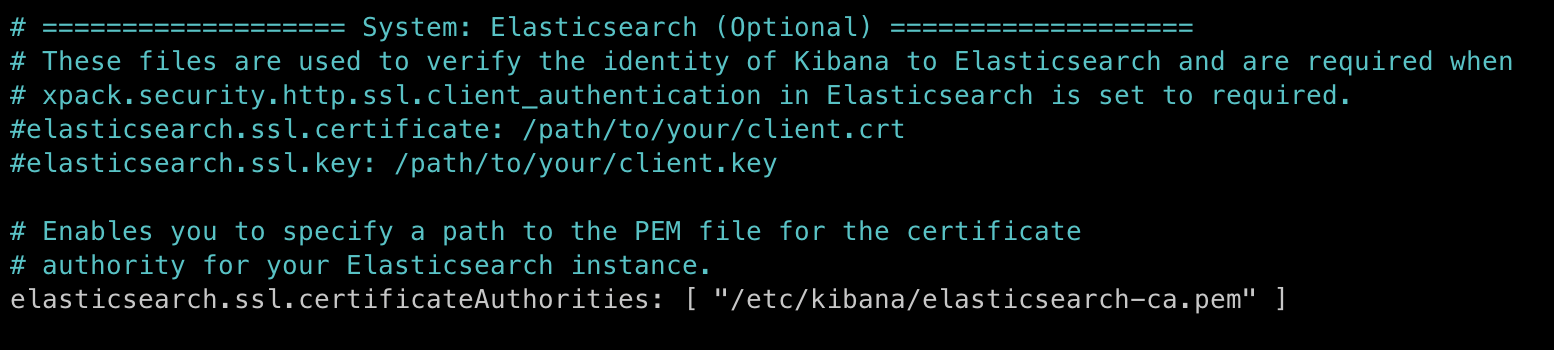 # =================== System: Elasticsearch (Optional) ===================
# These files are used to verify the identity of Kibana to Elasticsearch and are required when
# xpack.security.http.ssl.client_authentication in Elasticsearch is set to required.
#elasticsearch.ssl.certificate: /path/to/your/client.crt
#elasticsearch.ssl.key: /path/to/your/client.key
# Enables you to specify a path to the PEM file for the certificate
# authority for your Elasticsearch instance.
elasticsearch.ssl.certificateAuthorities: [ "/etc/kibana/elasticsearch-ca.pem" ]